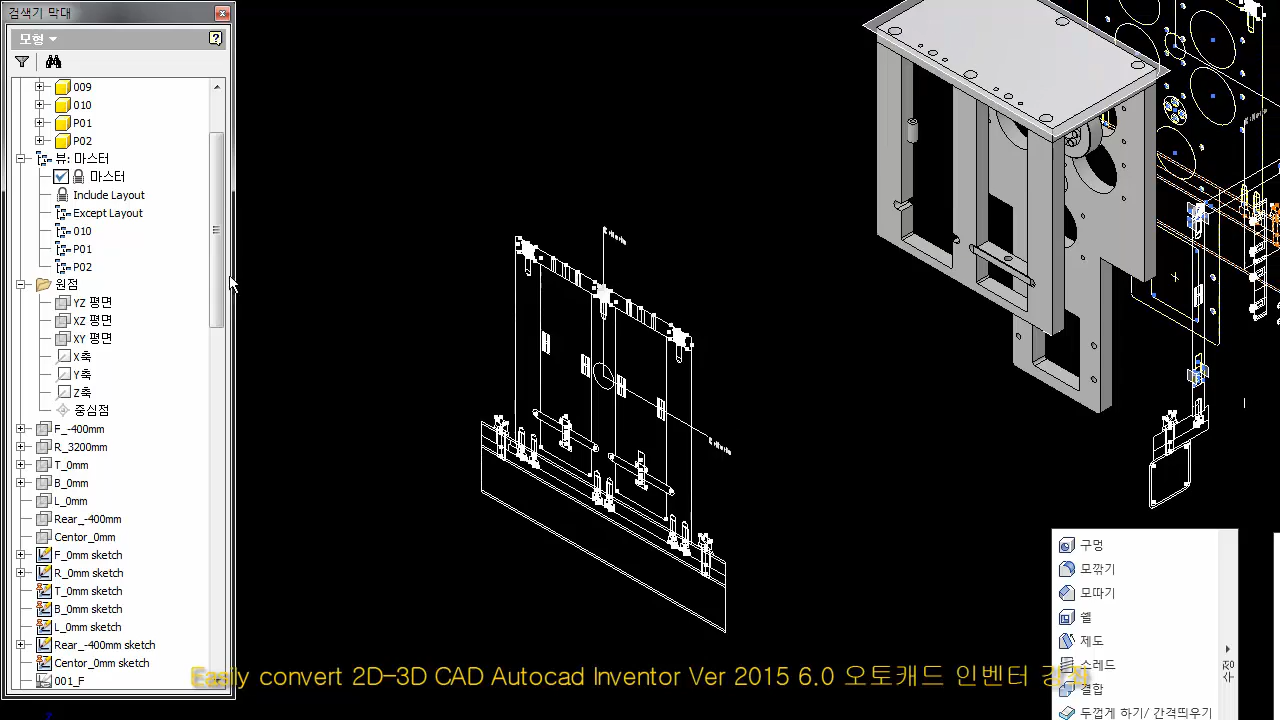 검색기 막대
모형
009
010
P01
P02
뷰: 마스터
마스터
Include Layout
Except Layout
010
P01
P02
원점
YZ 평면
XZ 평면
XY 평면
X축
Y축
Z축
중심점
F_-400mm
R_3200mm
T_0mm
B_0mm
L_0mm
Rear_-400mm
Centor_0mm
F_0mm sketch
R_0mm sketch
T_0mm sketch
B_0mm sketch
L_0mm sketch
Rear_-400mm sketch
Centor_0mm sketch
001_F
구멍
모깎기
모따기
쉘
제도
스레드
결합
두껍게 하기/ 간격띄우기
Easily convert 2D-3D CAD Autocad Inventor Ver 2015 6.0 오토캐드 인벤터 강좌